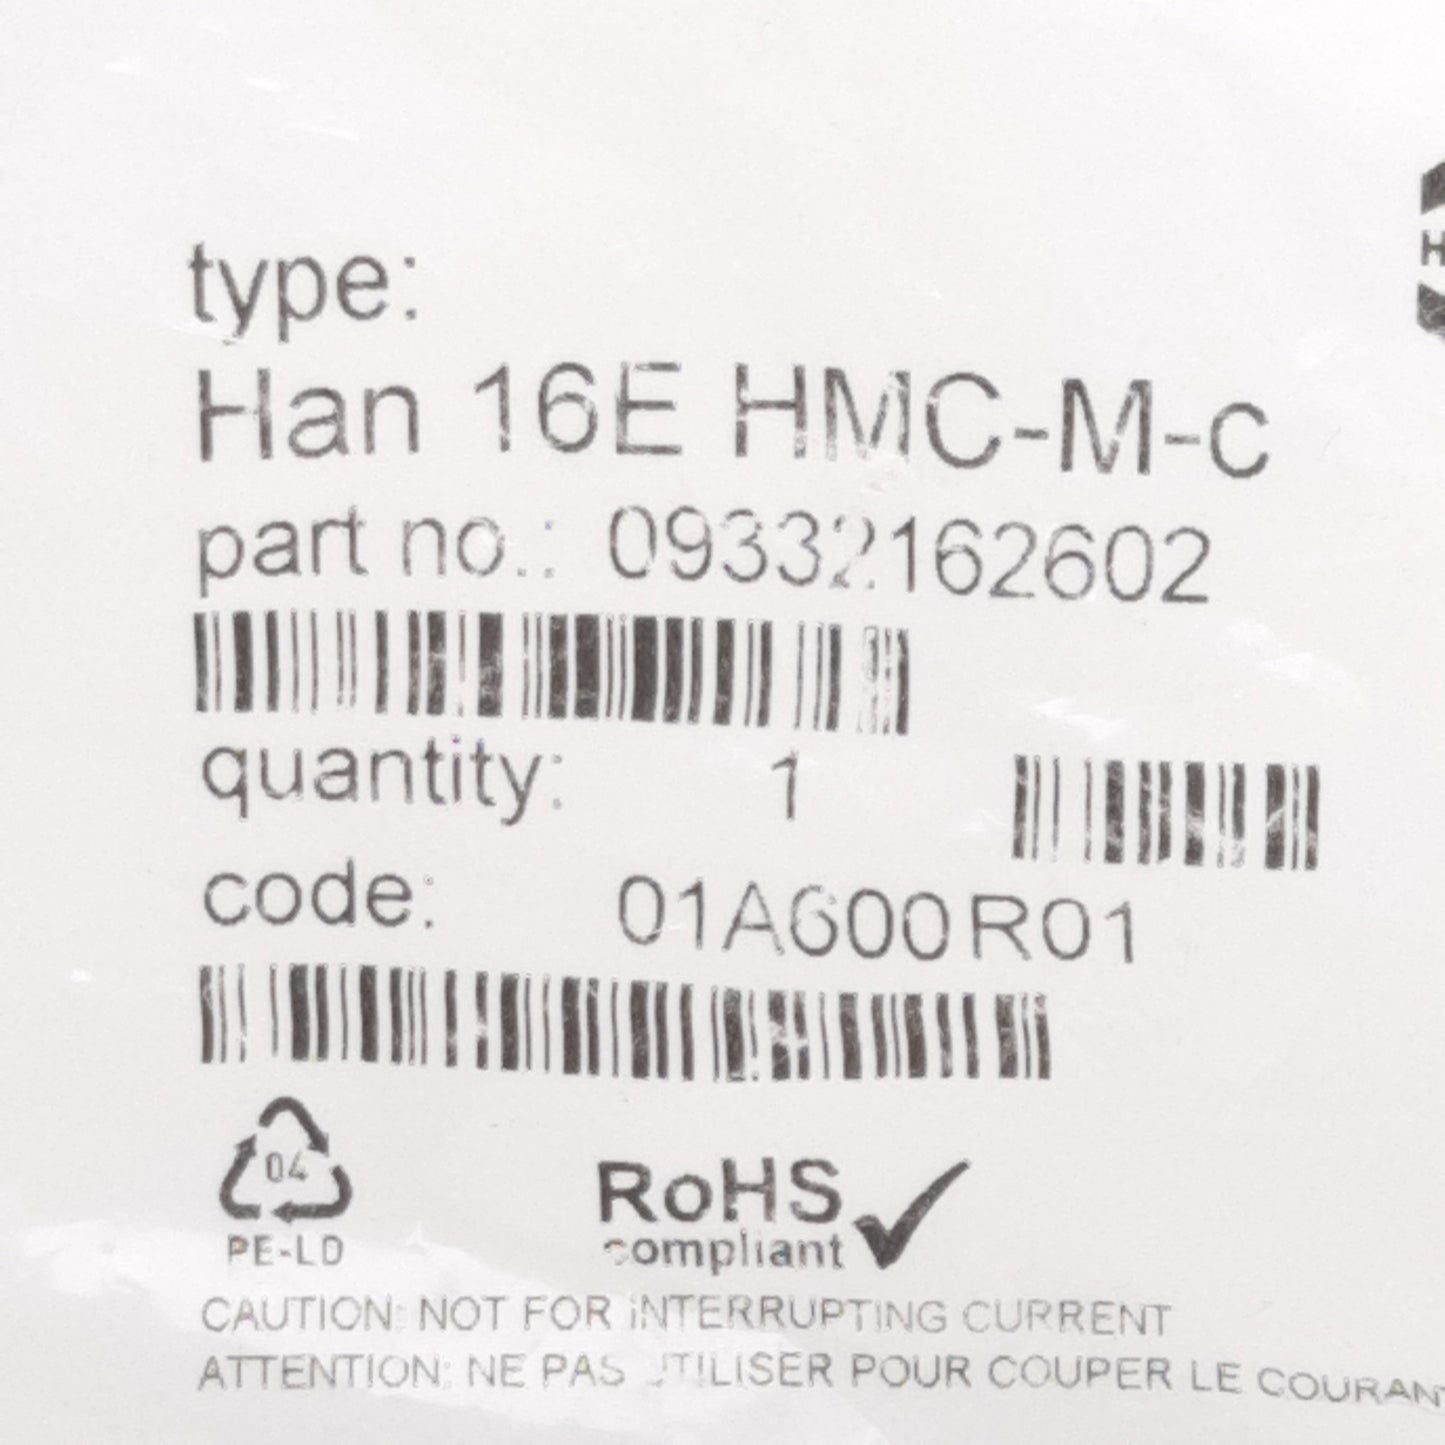 type:
Han 16E HMC-M-c
part no.: 09332162602
quantity: 1
code: 01A600R01
04
PE-LD
RoHS
compliant
CAUTION: NOT FOR INTERRUPTING CURRENT
ATTENTION: NE PAS UTILISER POUR COUPER LE COURANT
H